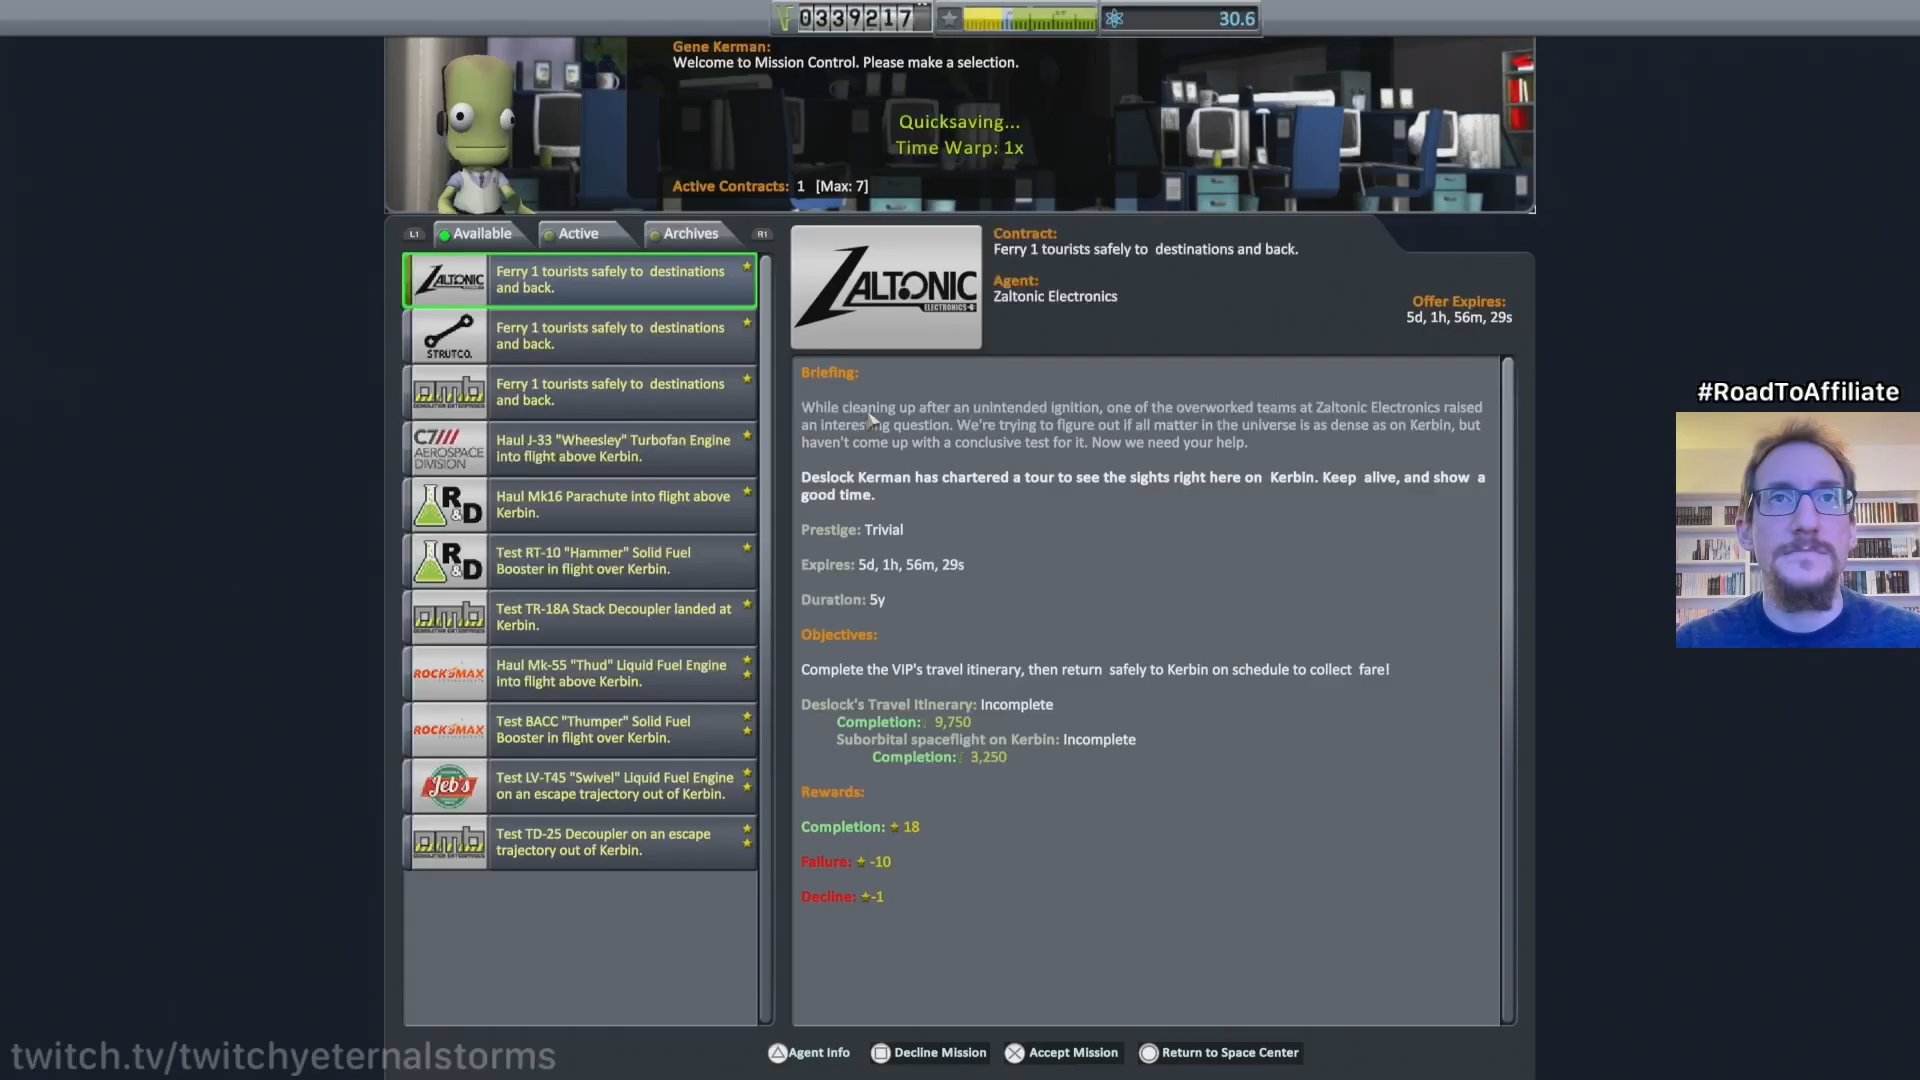 0339217
30.6
Gene Kerman:
Welcome to Mission Control. Please make a selection.
Quicksaving...
Time Warp: 1x
Active Contracts: 1 [Max: 7]
L1
Available
Active
Archives
R1
ZALTONIC
Ferry 1 tourists safely to destinations
and back.
STRUTCO.
Ferry 1 tourists safely to destinations
and back.
Ferry 1 tourists safely to destinations
and back.
C7///
AEROSPACE
DIVISION
Haul J-33 "Wheesley" Turbofan Engine
into flight above Kerbin.
R&D
Haul Mk16 Parachute into flight above
Kerbin.
R&D
Test RT-10 "Hammer" Solid Fuel
Booster in flight over Kerbin.
Test TR-18A Stack Decoupler landed at
Kerbin.
ROCKOMAX
Haul Mk-55 "Thud" Liquid Fuel Engine
into flight above Kerbin.
ROCKOMAX
Test BACC "Thumper" Solid Fuel
Booster in flight over Kerbin.
Jeb's
Test LV-T45 "Swivel" Liquid Fuel Engine
on an escape trajectory out of Kerbin.
Test TD-25 Decoupler on an escape
trajectory out of Kerbin.
ZALTONIC
ELECTRONICS
Contract:
Ferry 1 tourists safely to destinations and back.
Agent:
Zaltonic Electronics
Offer Expires:
5d, 1h, 56m, 29s
Briefing:
While cleaning up after an unintended ignition, one of the overworked teams at Zaltonic Electronics raised
an interesting question. We're trying to figure out if all matter in the universe is as dense as on Kerbin, but
haven't come up with a conclusive test for it. Now we need your help.
Deslock Kerman has chartered a tour to see the sights right here on Kerbin. Keep alive, and show a
good time.
Prestige: Trivial
Expires: 5d, 1h, 56m, 29s
Duration: 5y
Objectives:
Complete the VIP's travel itinerary, then return safely to Kerbin on schedule to collect fare!
Deslock's Travel Itinerary: Incomplete
Completion: 9,750
Suborbital spaceflight on Kerbin: Incomplete
Completion: 3,250
Rewards:
Completion: 18
Failure: -10
Decline: -1
Agent Info
Decline Mission
Accept Mission
Return to Space Center
#RoadToAffiliate
twitch.tv/twitchyeternalstorms